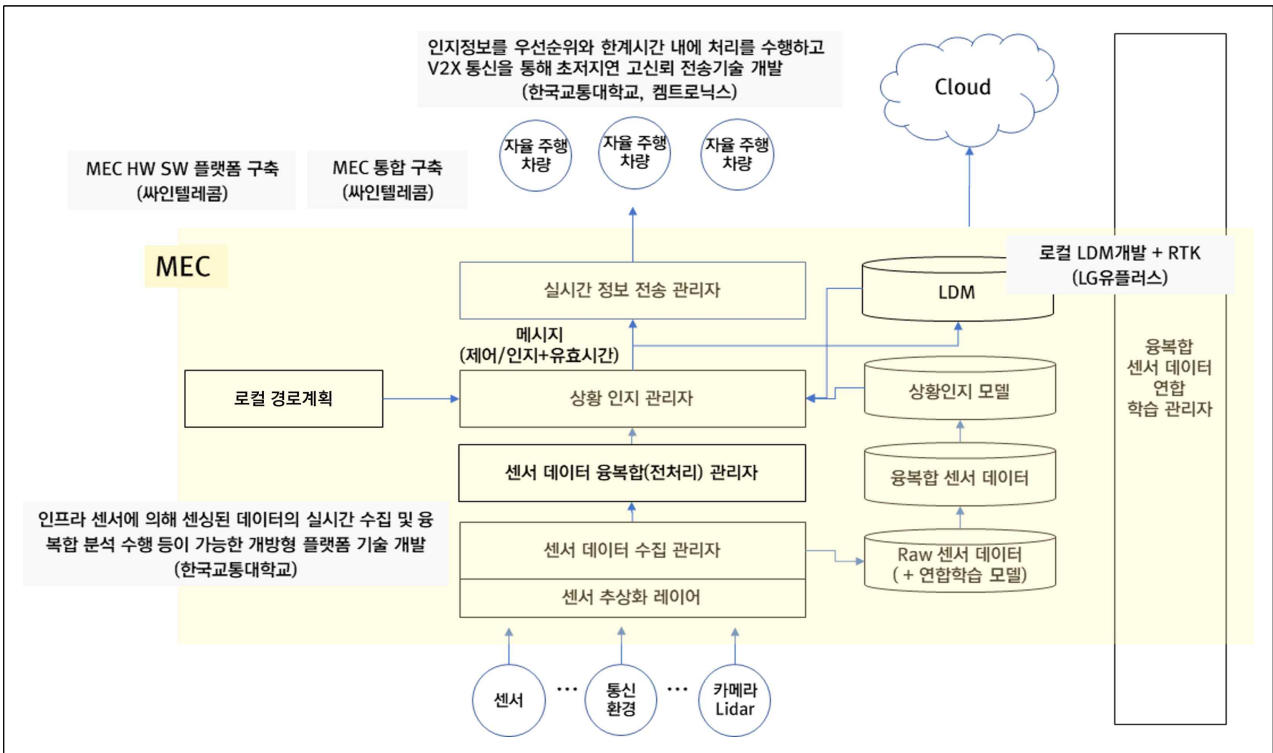 인지정보를 우선순위와 한계시간 내에 처리를 수행하고
V2X 통신을 통해 초저지연 고신뢰 전송기술 개발
(한국교통대학교, 켐트로닉스)
Cloud
자율 주행
차량
자율 주행
차량
자율 주행
차량
MEC HW SW 플랫폼 구축
(싸인텔레콤)
MEC 통합 구축
(싸인텔레콤)
MEC
로컬 LDM개발 + RTK
(LG유플러스)
실시간 정보 전송 관리자
LDM
메시지
(제어/인지+유효시간)
융복합
센서 데이터
연합
학습 관리자
로컬 경로계획
상황 인지 관리자
상황인지 모델
센서 데이터 융복합(전처리) 관리자
융복합 센서 데이터
인프라 센서에 의해 센싱된 데이터의 실시간 수집 및 융
복합 분석 수행 등이 가능한 개방형 플랫폼 기술 개발
(한국교통대학교)
센서 데이터 수집 관리자
Raw 센서 데이터
( + 연합학습 모델)
센서 추상화 레이어
센서
...
통신
환경
...
카메라
Lidar